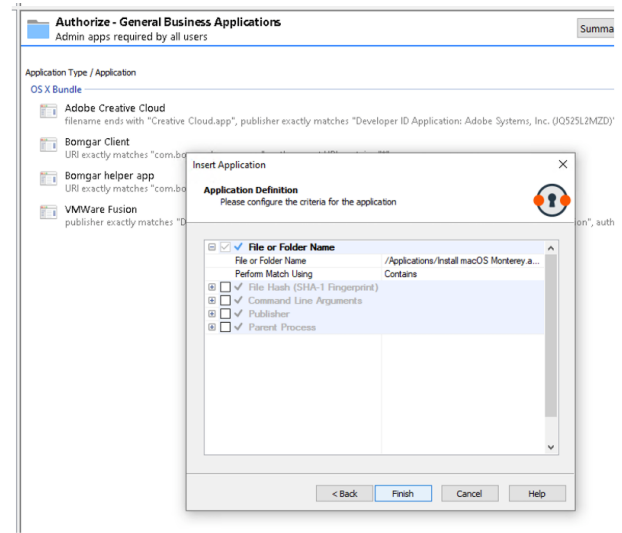 Authorize - General Business Applications
Admin apps required by all users
Summa
Application Type / Application
OS X Bundle
Adobe Creative Cloud
filename ends with "Creative Cloud.app", publisher exactly matches "Developer ID Application: Adobe Systems, Inc. (JQ525L2MZD)"
Bomgar Client
URI exactly matches "com.bo
Bomgar helper app
URI exactly matches "com.bo
VMWare Fusion
publisher exactly matches "D
on", auth
Insert Application
Application Definition
Please configure the criteria for the application
File or Folder Name
File or Folder Name /Applications/Install macOS Monterey.a...
Perform Match Using Contains
File Hash (SHA-1 Fingerprint)
Command Line Arguments
Publisher
Parent Process
< Back
Finish
Cancel
Help